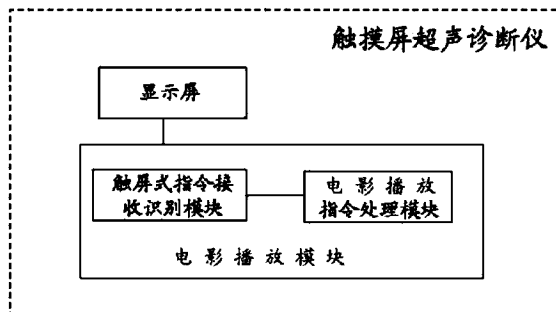 触摸屏超声诊断仪
显示屏
触屏式指令接
收识别模块
电影播放
指令处理模块
电影播放模块